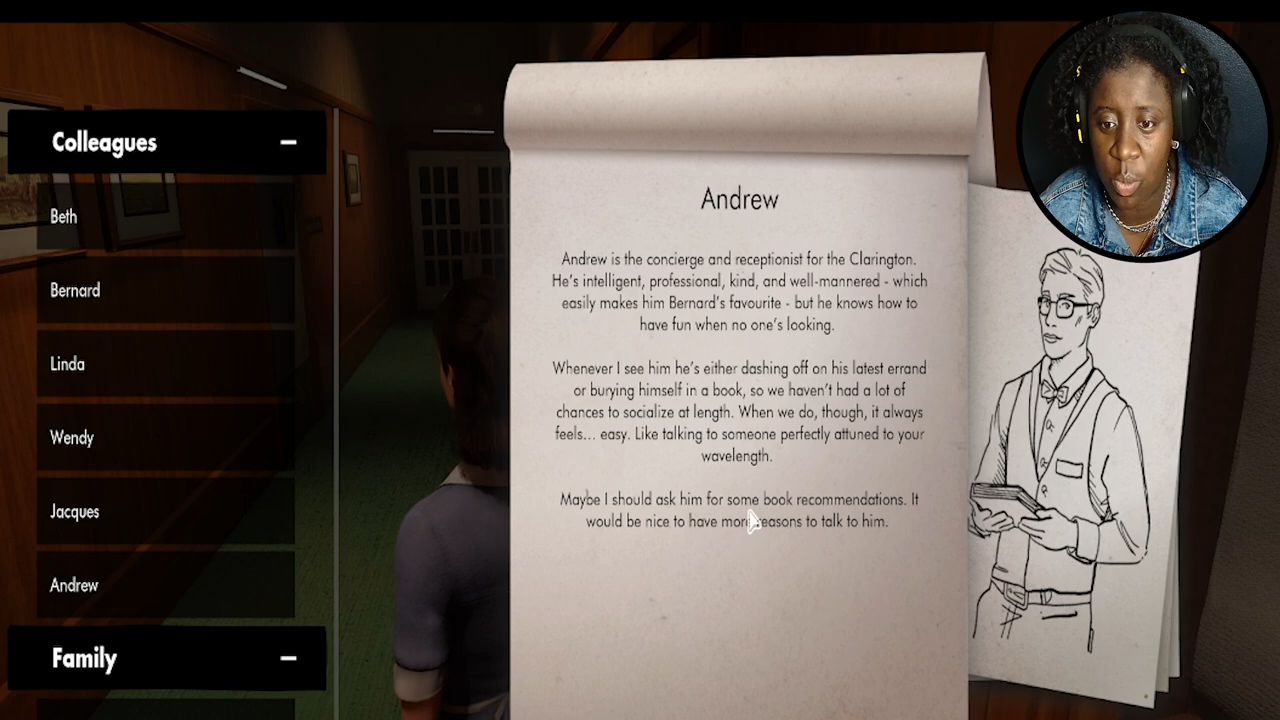 Colleagues
Beth
Bernard
Linda
Wendy
Jacques
Andrew
Family
Andrew
Andrew is the concierge and receptionist for the Clarington.
He's intelligent, professional, kind, and well-mannered - which
easily makes him Bernard's favourite - but he knows how to
have fun when no one's looking.
Whenever I see him he's either dashing off on his latest errand
or burying himself in a book, so we haven't had a lot of
chances to socialize at length. When we do, though, it always
feels... easy. Like talking to someone perfectly attuned to your
wavelength.
Maybe I should ask him for some book recommendations. It
would be nice to have more reasons to talk to him.